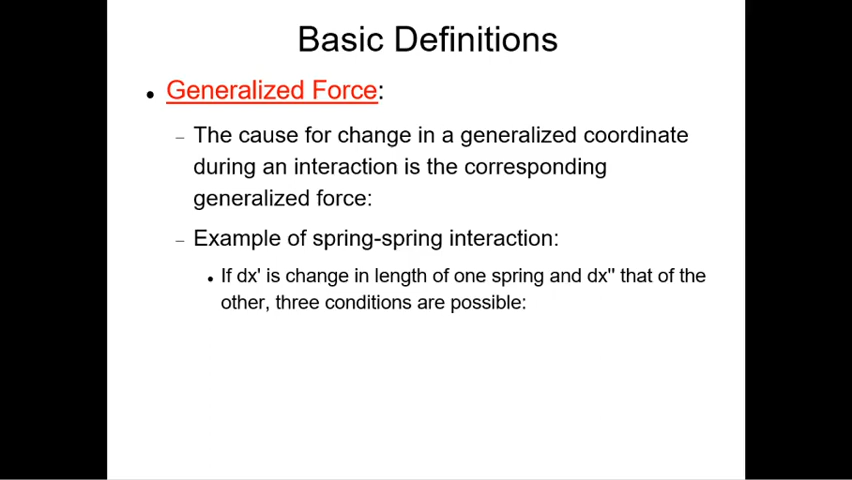 Basic Definitions
• Generalized Force:
– The cause for change in a generalized coordinate
during an interaction is the corresponding
generalized force:
– Example of spring-spring interaction:
• If dx' is change in length of one spring and dx'' that of the
other, three conditions are possible: